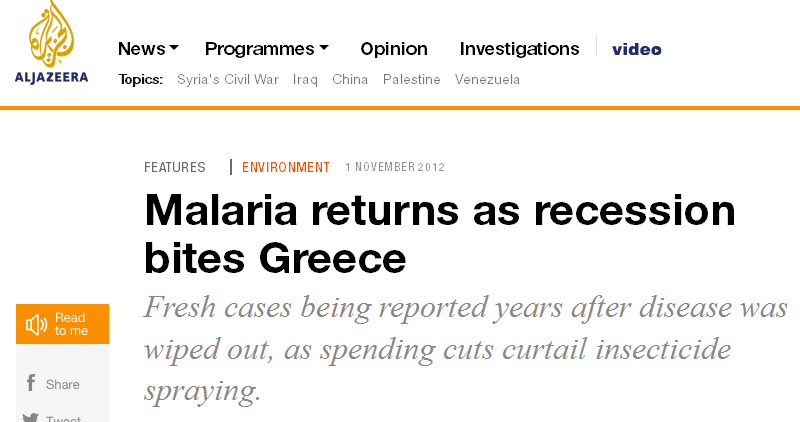 News Programmes Opinion Investigations video
ALJAZEERA
Topics: Syria's Civil War Iraq China Palestine Venezuela
FEATURES | ENVIRONMENT 1 NOVEMBER 2012
Malaria returns as recession
bites Greece
Fresh cases being reported years after disease was
wiped out, as spending cuts curtail insecticide
spraying.
Read
to me
Share
Tweet